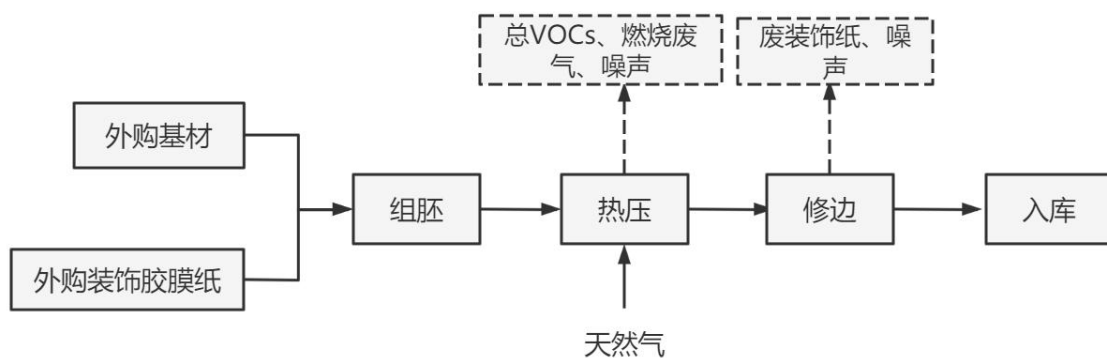 总VOCs、燃烧废
气、噪声
废装饰纸、噪
声
外购基材
组胚
热压
修边
入库
外购装饰胶膜纸
天然气